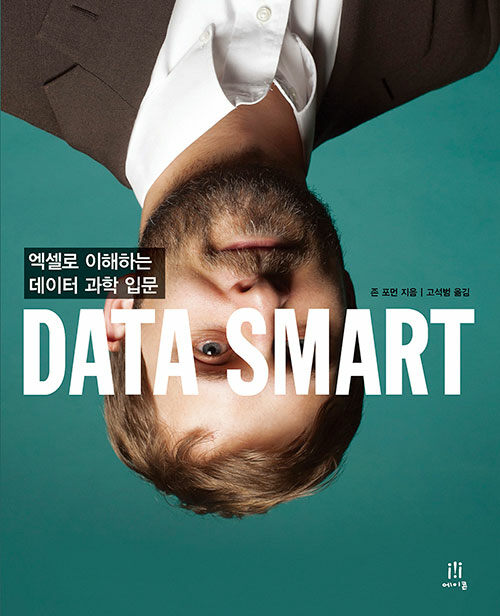 엑셀로 이해하는
데이터 과학 입문
존 포먼 지음 | 고석범 옮김
DATA SMART
에이콘